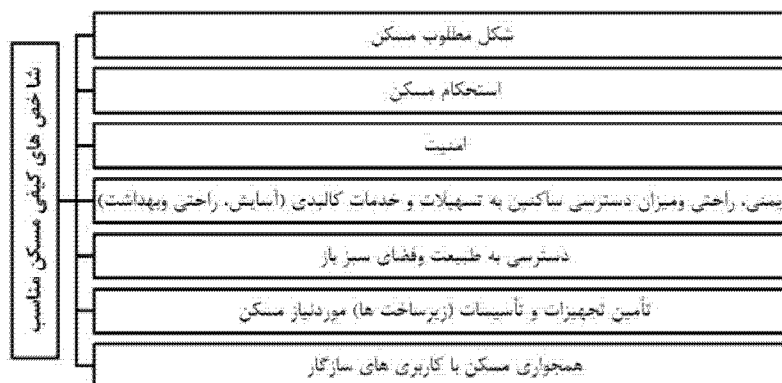 شاخص های کیفی مسکن مناسب
شکل مطلوب مسکن
استحکام مسکن
امنیت
یمنی، راحتی ومیزان دسترسی ساکنین به تسهیلات و خدمات کالبدی (آسایش، راحتی وبهداشت)
دسترسی به طبیعت وفضای سبز باز
تأمین تجهیزات و تأسیسات (زیرساخت ها) موردنیاز مسکن
همجواری مسکن با کاربری های سازگار